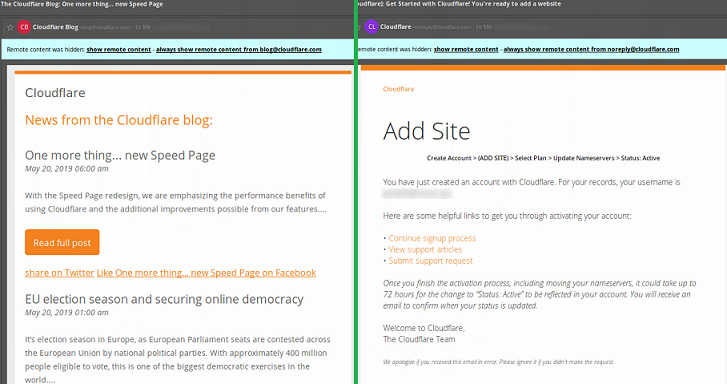 The Cloudflare Blog: One more thing... new Speed Page
CB Cloudflare Blog blog@cloudflare.com to Me
Remote content was hidden: show remote content - always show remote content from blog@cloudflare.com
Cloudflare
News from the Cloudflare blog:
One more thing... new Speed Page
May 20, 2019 06:00 am
With the Speed Page redesign, we are emphasizing the performance benefits of
using Cloudflare and the additional improvements possible from our features....
Read full post
share on Twitter Like One more thing... new Speed Page on Facebook
EU election season and securing online democracy
May 20, 2019 01:00 am
It's election season in Europe, as European Parliament seats are contested across
the European Union by national political parties. With approximately 400 million
people eligible to vote, this is one of the biggest democratic exercises in the
world....
oudflare): Get Started with Cloudflare! You're ready to add a website
CL Cloudflare noreply@cloudflare.com to Me
emote content was hidden: show remote content - always show remote content from noreply@cloudflare.com
Cloudflare
Add Site
Create Account > (ADD SITE) > Select Plan > Update Nameservers > Status: Active
You have just created an account with Cloudflare. For your records, your username is
Here are some helpful links to get you through activating your account:
• Continue signup process
• View support articles
• Submit support request
Once you finish the activation process, including moving your nameservers, it could take up to
72 hours for the change to "Status: Active" to be reflected in your account. You will receive
an email to confirm when your status is updated.
Welcome to Cloudflare,
The Cloudflare Team
We apologize if you received this email in error. Please ignore it if you didn't make the request.